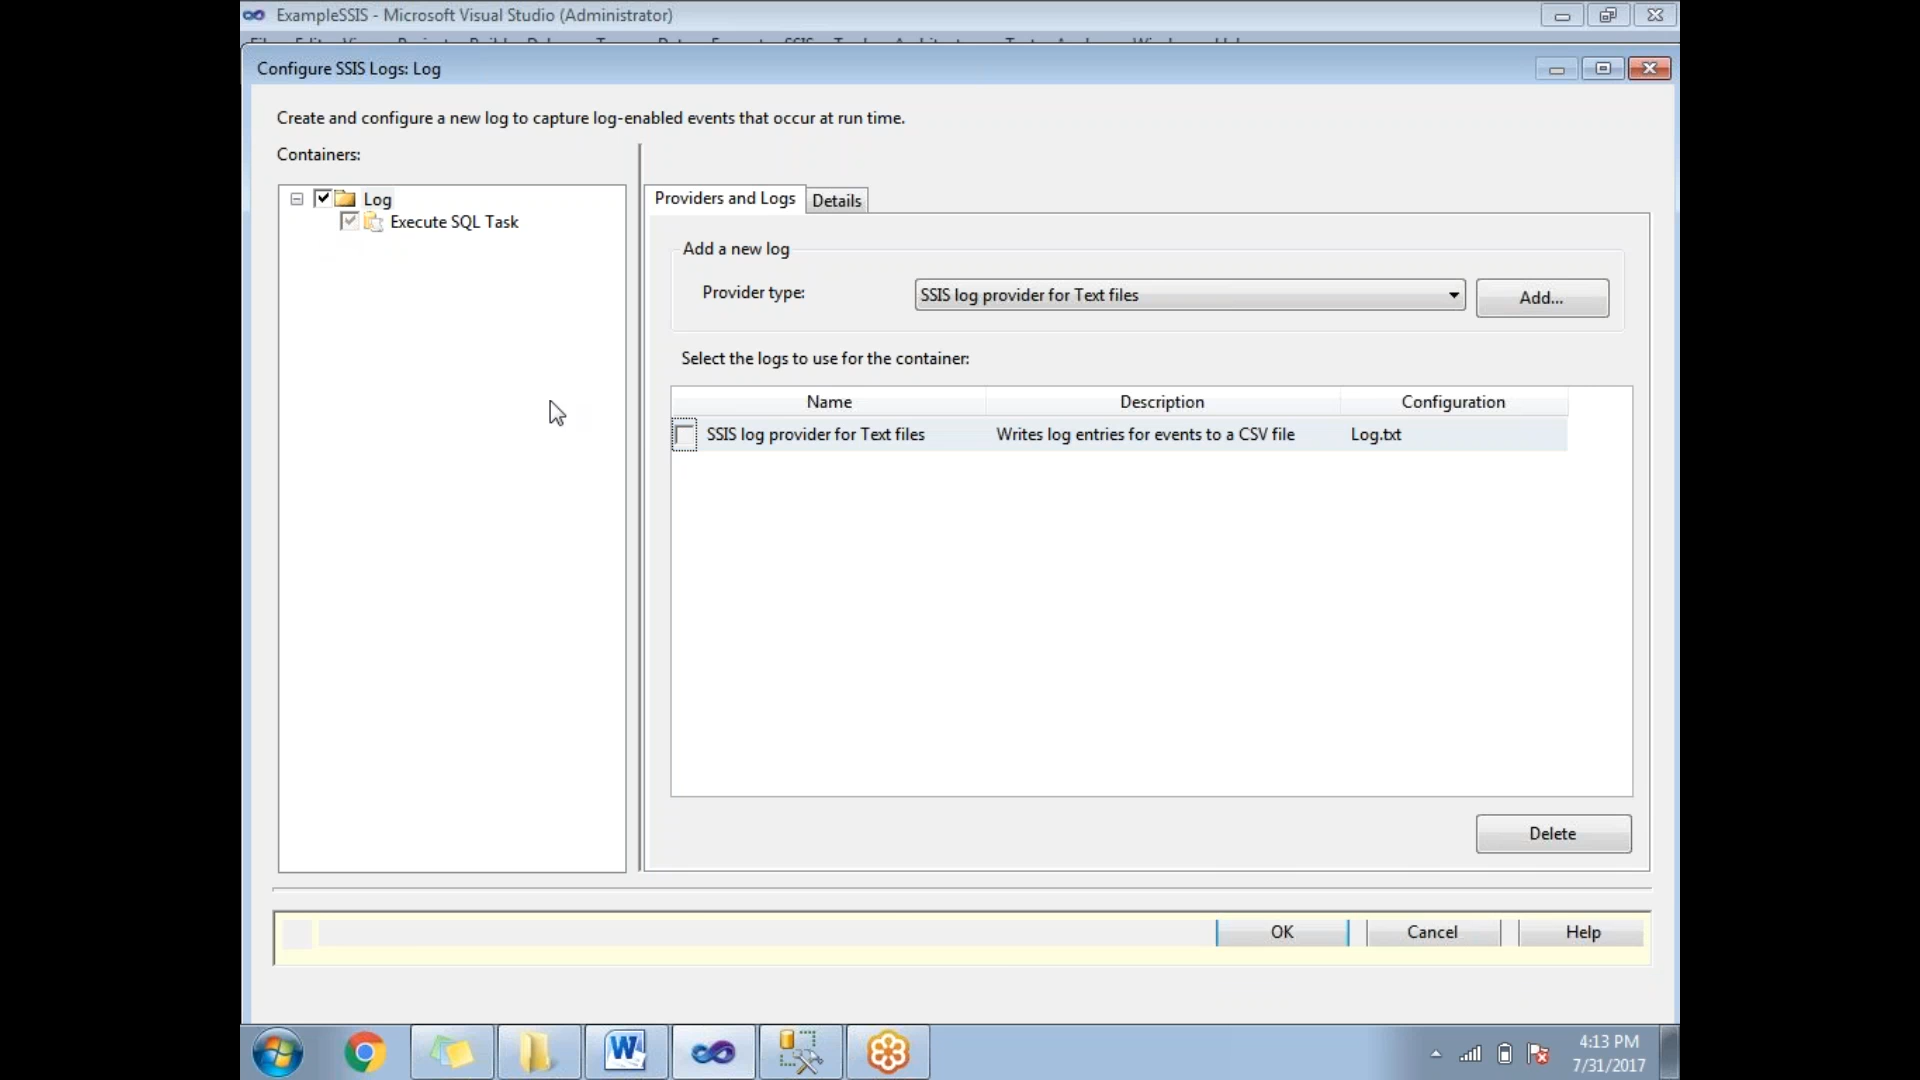 ExampleSSIS - Microsoft Visual Studio (Administrator)
Configure SSIS Logs: Log
Create and configure a new log to capture log-enabled events that occur at run time.
Containers:
Log
Execute SQL Task
Providers and Logs
Details
Add a new log
Provider type:
SSIS log provider for Text files
Add...
Select the logs to use for the container:
Name Description Configuration
SSIS log provider for Text files Writes log entries for events to a CSV file Log.txt
Delete
OK Cancel Help
4:13 PM
7/31/2017